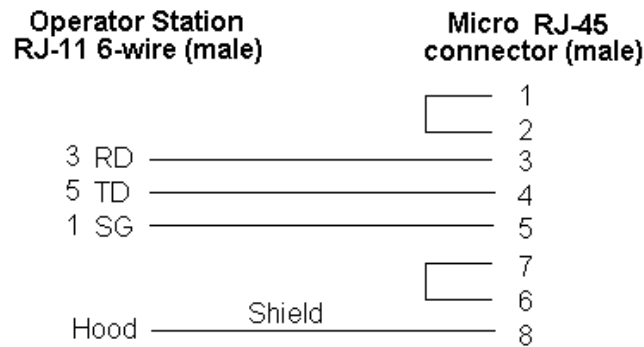 Operator Station
RJ-11 6-wire (male)
Micro RJ-45
connector (male)
1
2
3 RD 3
5 TD 4
1 SG 5
7
6
Hood Shield 8